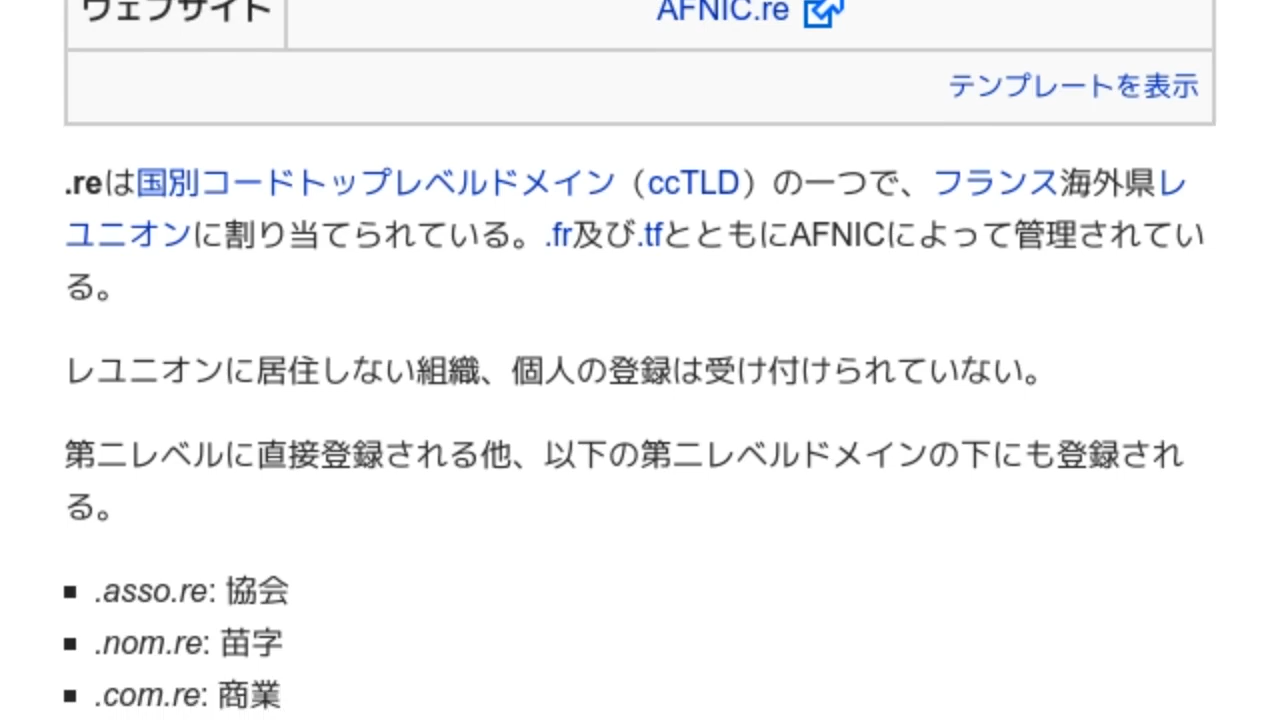 ウェブサイト AFNIC.re
テンプレートを表示
.reは国別コードトップレベルドメイン（ccTLD）の一つで、フランス海外県レ
ユニオンに割り当てられている。.fr及び.tfとともにAFNICによって管理されてい
る。
レユニオンに居住しない組織、個人の登録は受け付けられていない。
第二レベルに直接登録される他、以下の第二レベルドメインの下にも登録され
る。
.asso.re: 協会
.nom.re: 苗字
.com.re: 商業